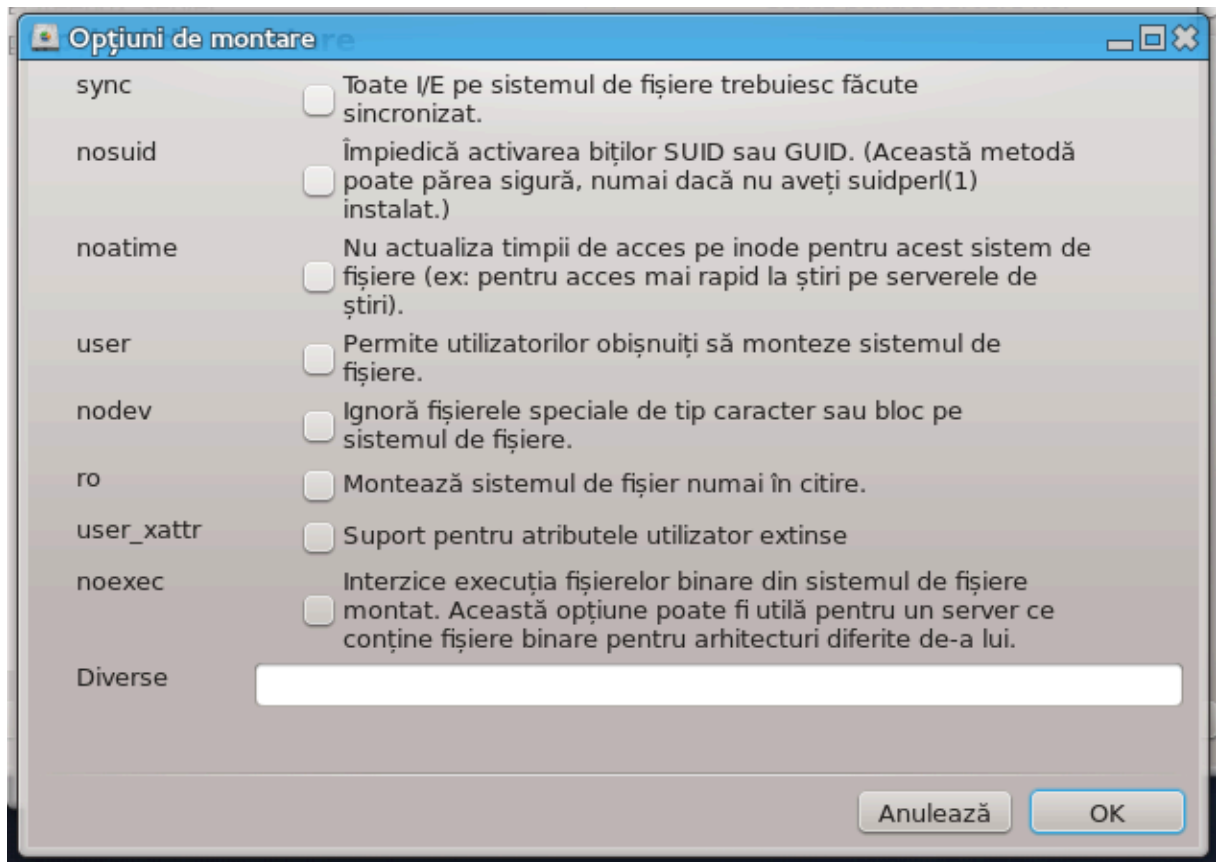 Opțiuni de montare
sync
Toate I/E pe sistemul de fișiere trebuiesc făcute
sincronizat.
nosuid
Împiedică activarea biților SUID sau GUID. (Această metodă
poate părea sigură, numai dacă nu aveți suidperl(1)
instalat.)
noatime
Nu actualiza timpii de acces pe inode pentru acest sistem de
fișiere (ex: pentru acces mai rapid la știri pe serverele de
știri).
user
Permite utilizatorilor obișnuiți să monteze sistemul de
fișiere.
nodev
Ignoră fișierele speciale de tip caracter sau bloc pe
sistemul de fișiere.
ro
Montează sistemul de fișier numai în citire.
user_xattr
Suport pentru atributele utilizator extinse
noexec
Interzice execuția fișierelor binare din sistemul de fișiere
montat. Această opțiune poate fi utilă pentru un server ce
conține fișiere binare pentru arhitecturi diferite de-a lui.
Diverse
Anulează
OK